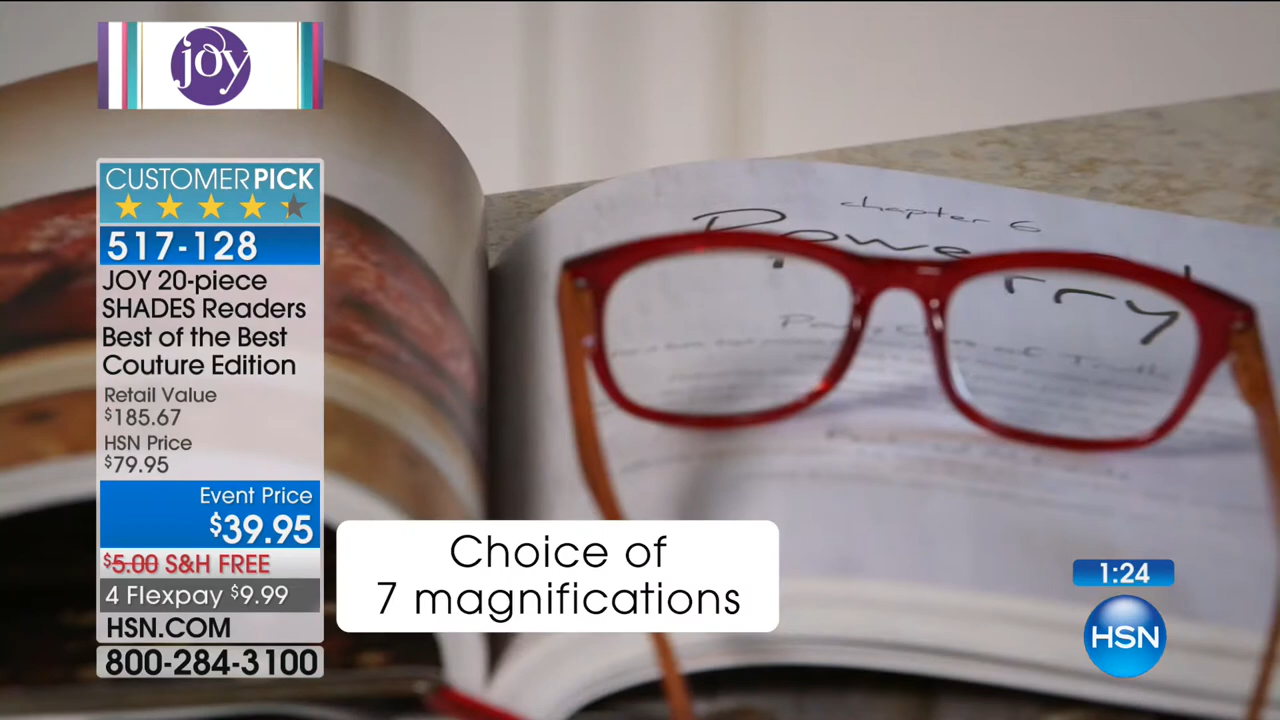 joy
CUSTOMER PICK
517-128
JOY 20-piece
SHADES Readers
Best of the Best
Couture Edition
Retail Value
$185.67
HSN Price
$79.95
Event Price
$39.95
$5.00 S&H FREE
4 Flexpay $9.99
HSN.COM
800-284-3100
chapter 6
Choice of
7 magnifications
1:24
HSN